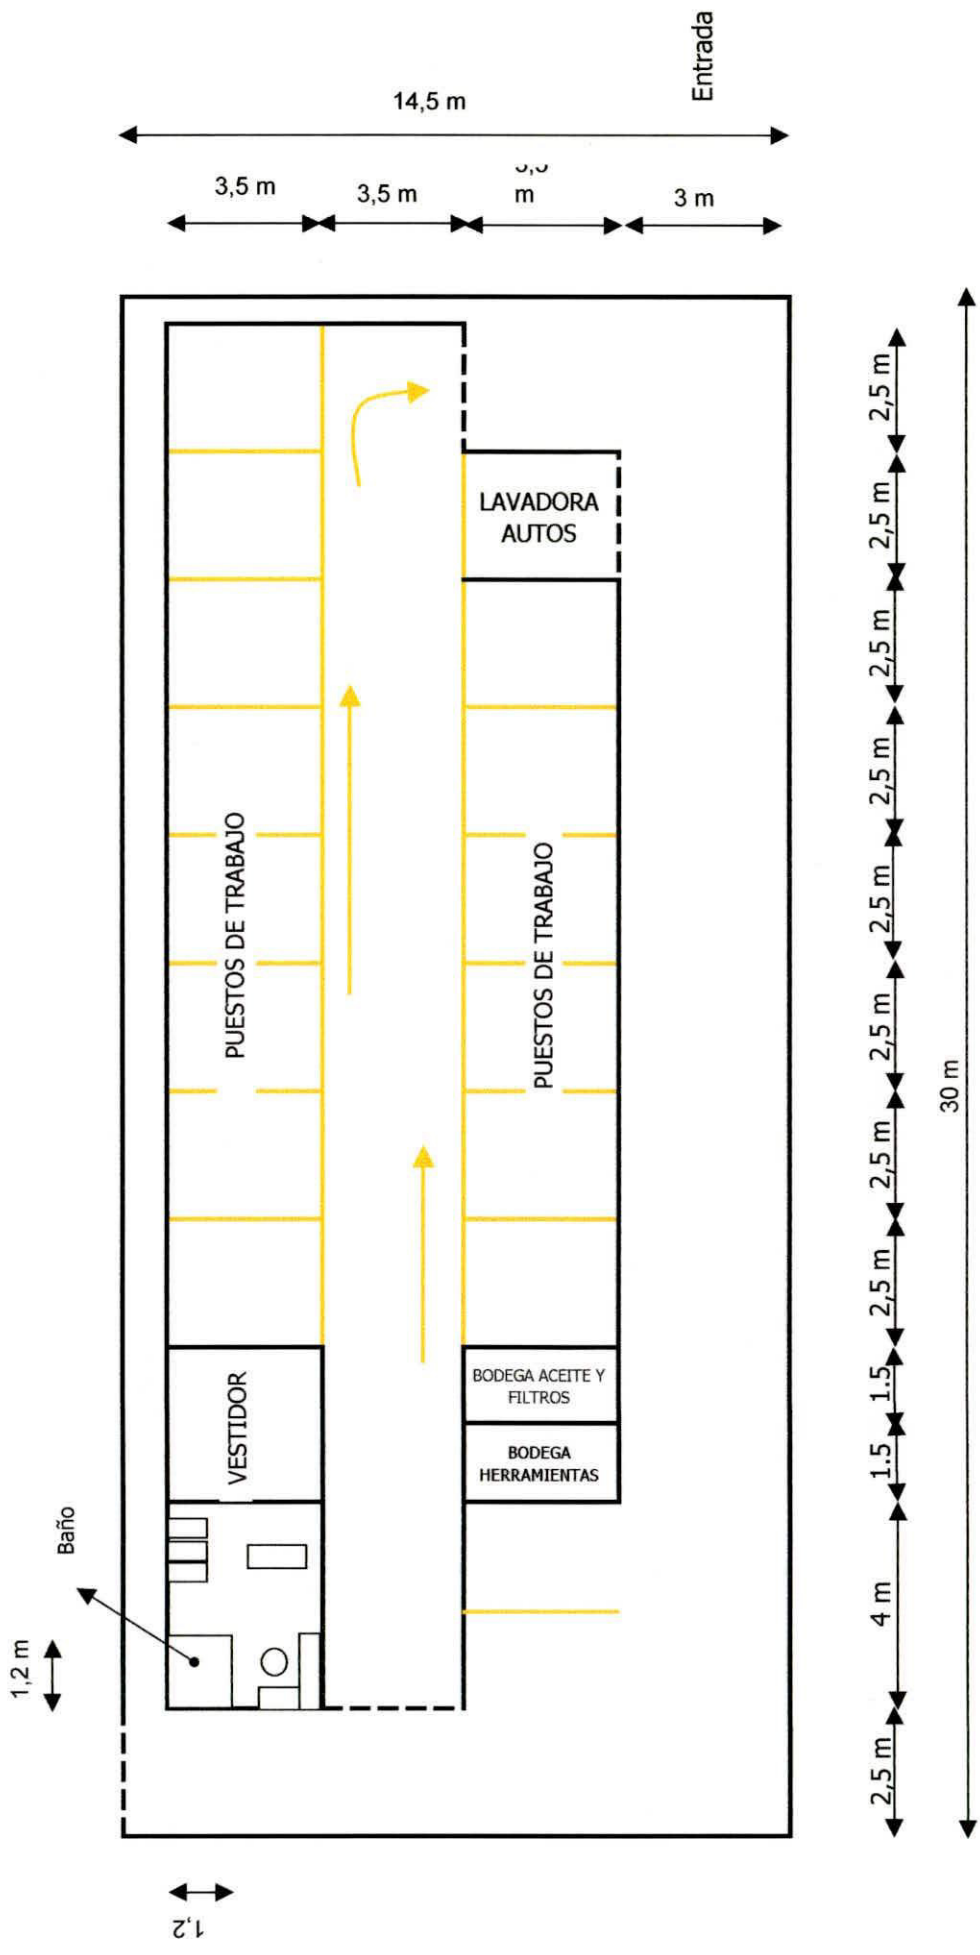 Entrada
14,5 m
3,5 m
3,5 m
m
3 m
2,5 m
LAVADORA
AUTOS
2,5 m
2,5 m
2,5 m
PUESTOS DE TRABAJO
PUESTOS DE TRABAJO
2,5 m
2,5 m
30 m
2,5 m
2,5 m
VESTIDOR
BODEGA ACEITE Y
FILTROS
1.5
BODEGA
HERRAMIENTAS
1.5
Baño
4 m
1,2 m
2,5 m
1,2